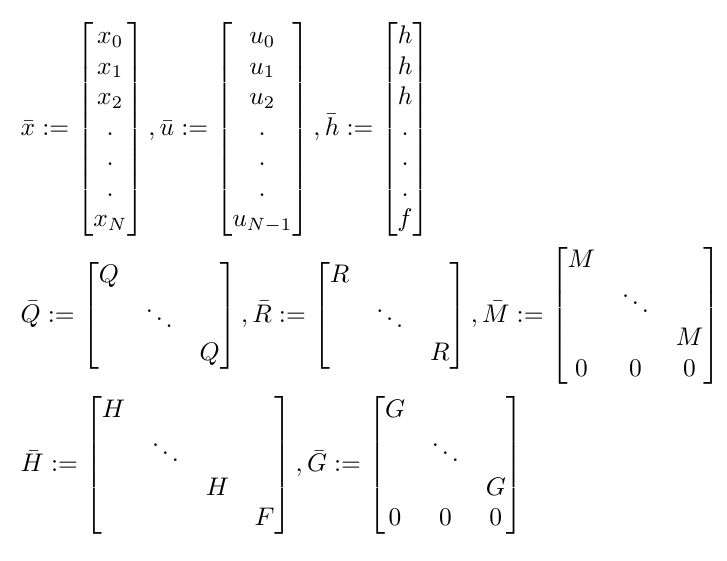 $\bar{x} := \begin{bmatrix} x_0 \\ x_1 \\ x_2 \\ . \\ . \\ . \\ x_N \end{bmatrix}, \bar{u} := \begin{bmatrix} u_0 \\ u_1 \\ u_2 \\ . \\ . \\ . \\ u_{N-1} \end{bmatrix}, \bar{h} := \begin{bmatrix} h \\ h \\ h \\ . \\ . \\ . \\ f \end{bmatrix}$
$\bar{Q} := \begin{bmatrix} Q & & \\ & \ddots & \\ & & Q \end{bmatrix}, \bar{R} := \begin{bmatrix} R & & \\ & \ddots & \\ & & R \end{bmatrix}, \bar{M} := \begin{bmatrix} M & & \\ & \ddots & \\ & & M \\ 0 & 0 & 0 \end{bmatrix}$
$\bar{H} := \begin{bmatrix} H & & & \\ & \ddots & & \\ & & H & \\ & & & F \end{bmatrix}, \bar{G} := \begin{bmatrix} G & & \\ & \ddots & \\ & & G \\ 0 & 0 & 0 \end{bmatrix}$